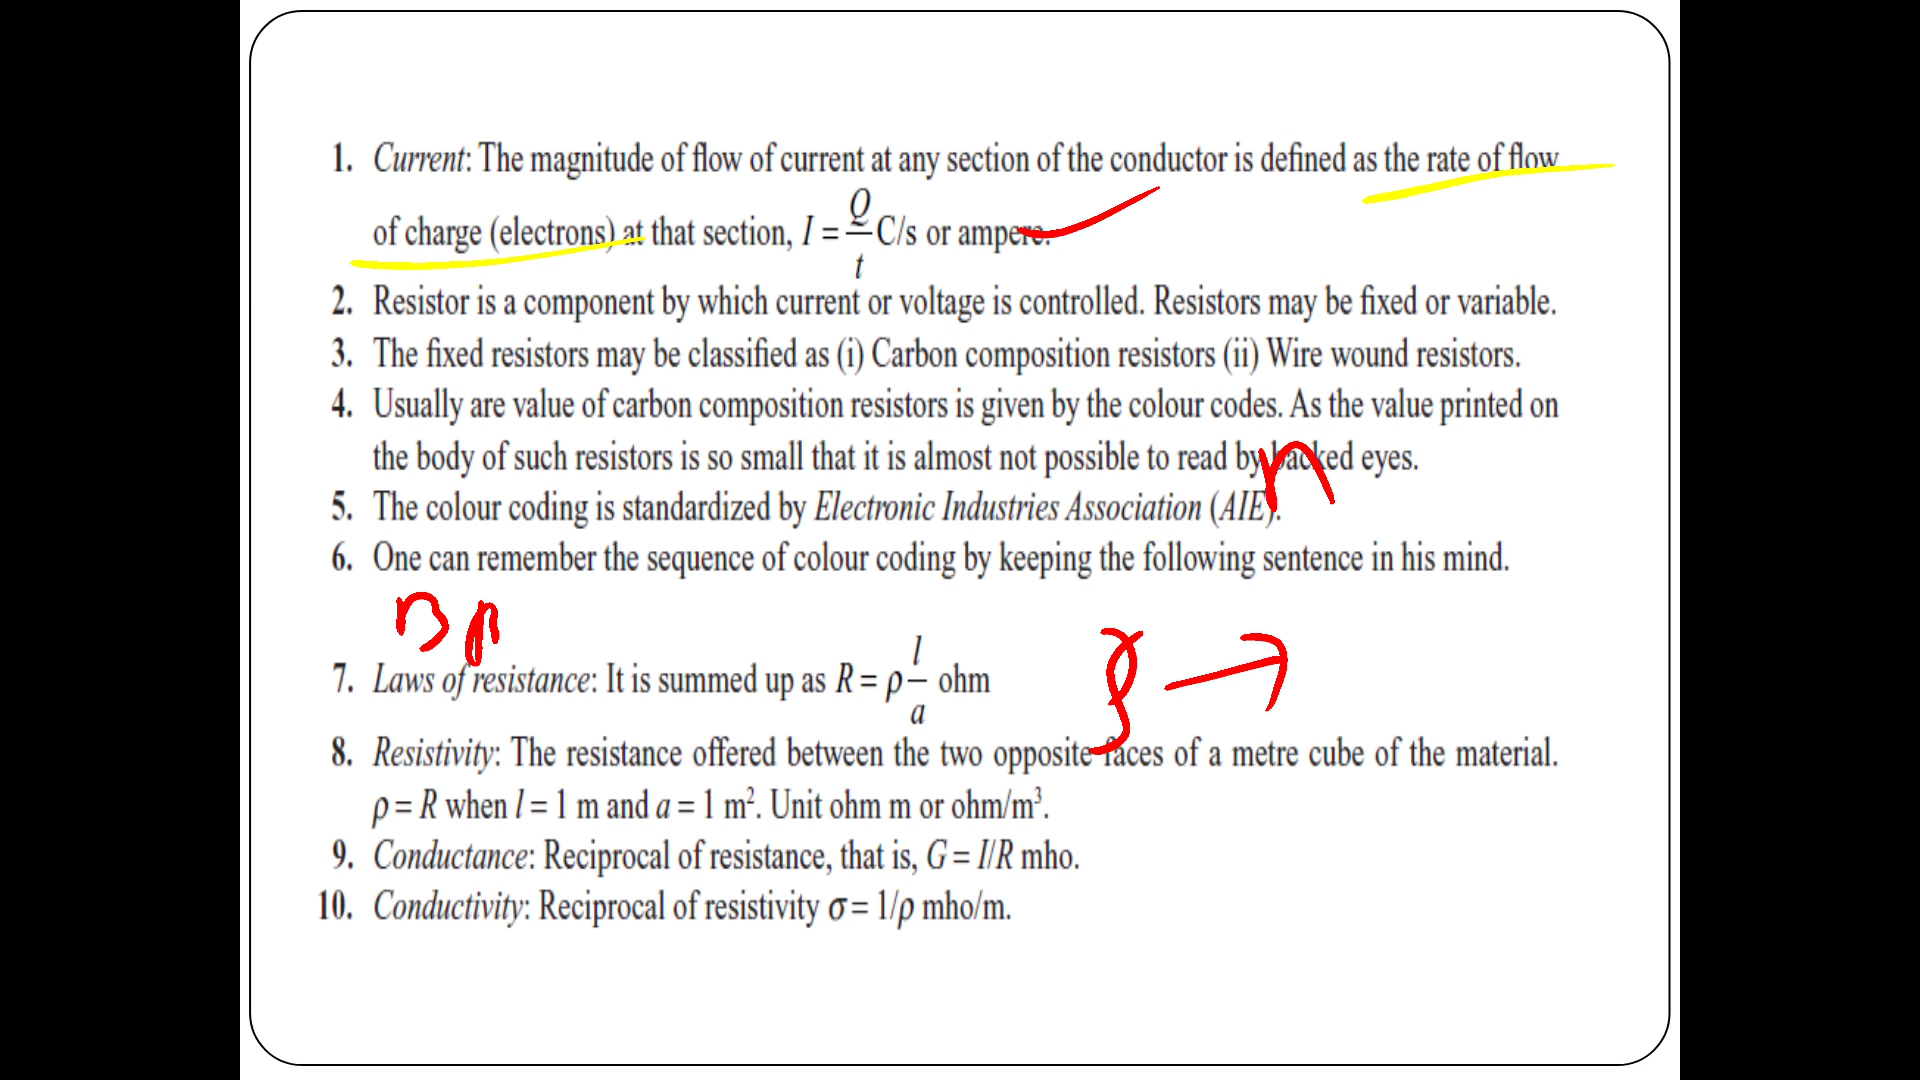 1. Current: The magnitude of flow of current at any section of the conductor is defined as the rate of flow
of charge (electrons) at that section, I = Q/t C/s or ampere.
2. Resistor is a component by which current or voltage is controlled. Resistors may be fixed or variable.
3. The fixed resistors may be classified as (i) Carbon composition resistors (ii) Wire wound resistors.
4. Usually are value of carbon composition resistors is given by the colour codes. As the value printed on
the body of such resistors is so small that it is almost not possible to read by backed eyes.
n
5. The colour coding is standardized by Electronic Industries Association (AIE).
6. One can remember the sequence of colour coding by keeping the following sentence in his mind.
7. Laws of resistance: It is summed up as R = ρ l/a ohm
8. Resistivity: The resistance offered between the two opposite faces of a metre cube of the material.
ρ = R when l = 1 m and a = 1 m². Unit ohm m or ohm/m³.
9. Conductance: Reciprocal of resistance, that is, G = I/R mho.
10. Conductivity: Reciprocal of resistivity σ = 1/ρ mho/m.